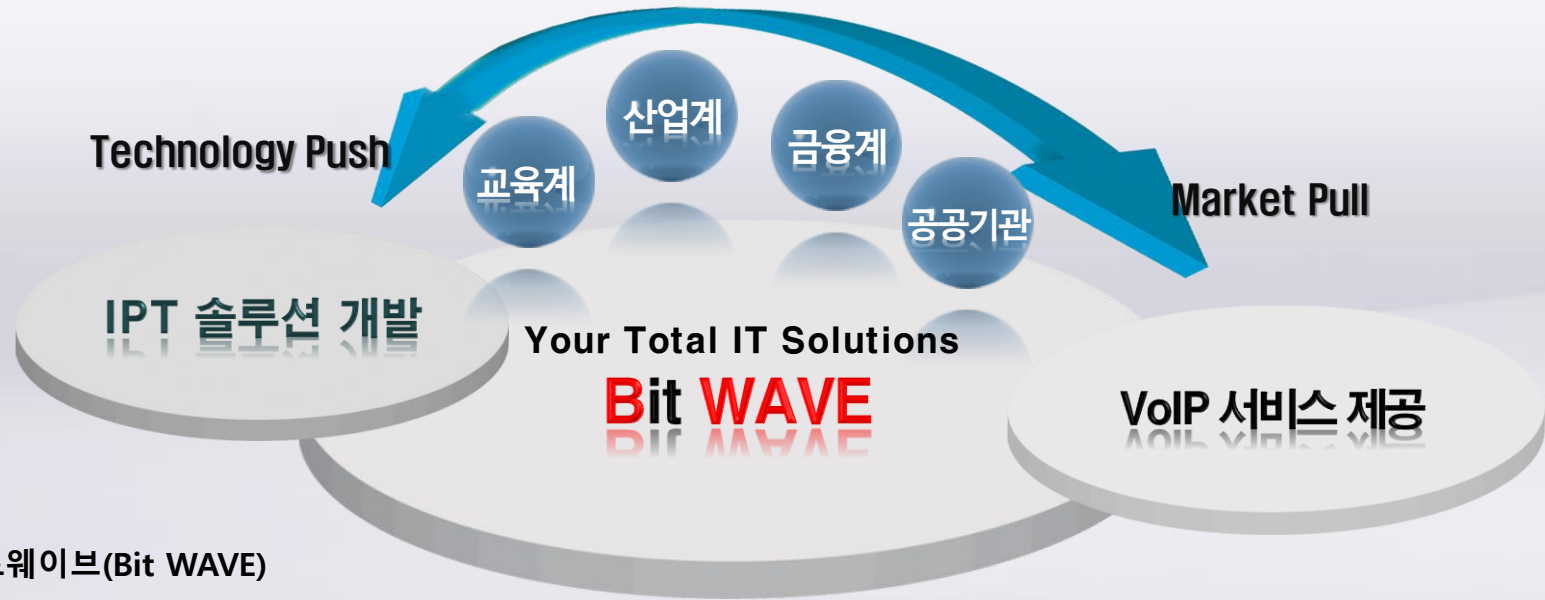 Technology Push
교육계
산업계
금융계
공공기관
Market Pull
IPT 솔루션 개발
Your Total IT Solutions
Bit WAVE
VoIP 서비스 제공
웨이브(Bit WAVE)